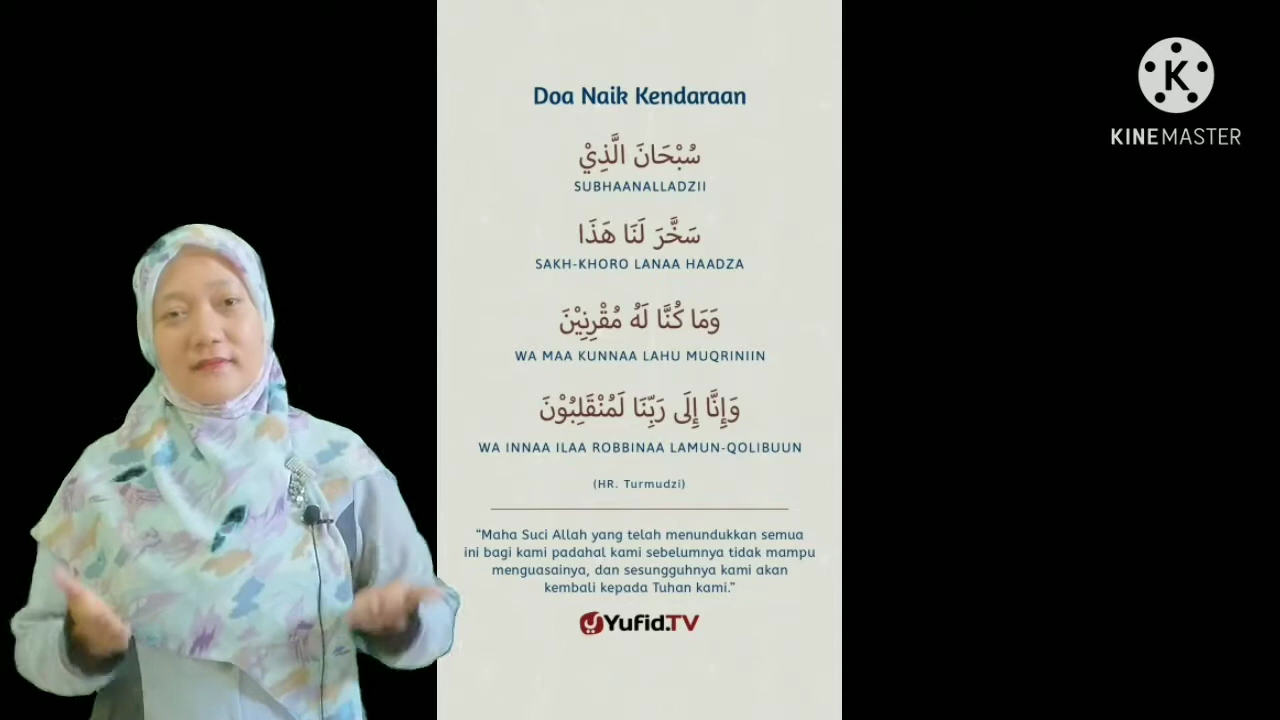 Doa Naik Kendaraan
سُبْحَانَ الَّذِيْ
SUBHAANALLADZII
سَخَّرَ لَنَا هَذَا
SAKH-KHORO LANAA HAADZA
وَمَا كُنَّا لَهُ مُقْرِنِيْنَ
WA MAA KUNNAA LAHU MUQRINIIN
وَإِنَّا إِلَى رَبِّنَا لَمُنْقَلِبُوْنَ
WA INNAA ILAA ROBBINAA LAMUN-QOLIBUUN
(HR. Turmudzi)
“Maha Suci Allah yang telah menundukkan semua
ini bagi kami padahal kami sebelumnya tidak mampu
menguasainya, dan sesungguhnya kami akan
kembali kepada Tuhan kami.”
Yufid.TV
K
KINEMASTER